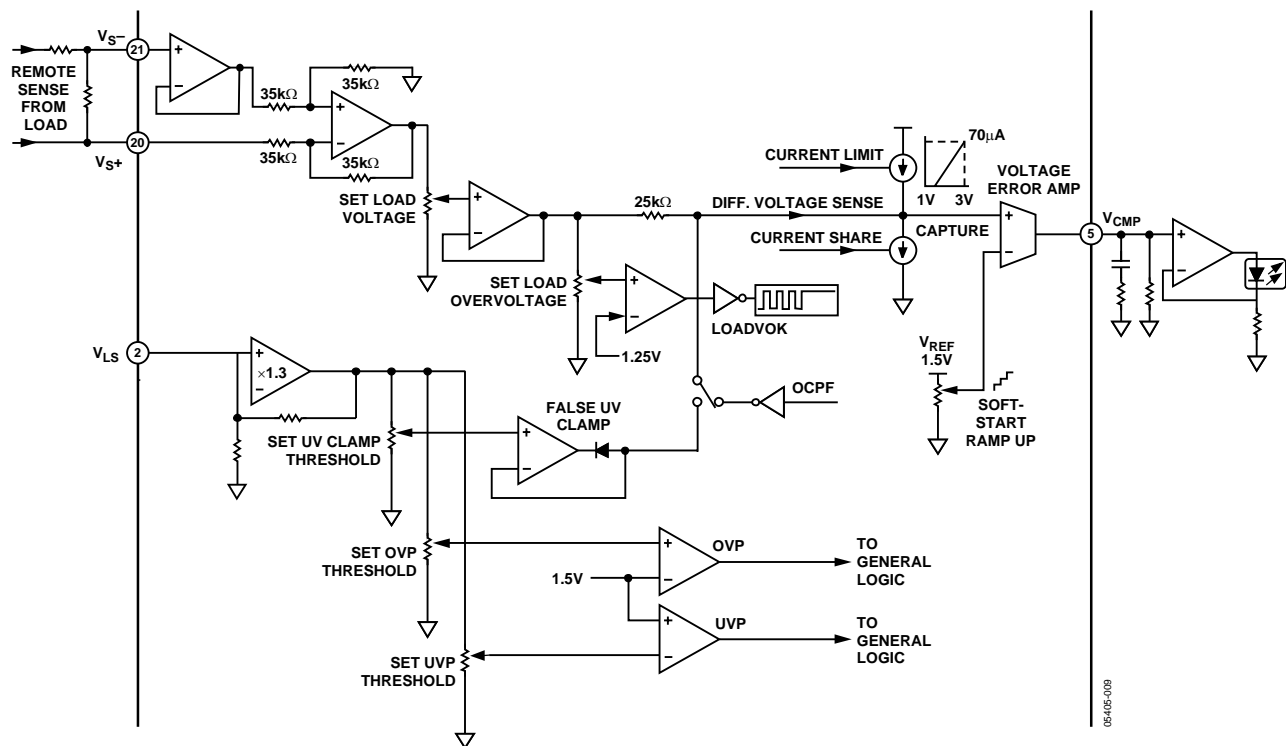 VS–
21
+
–
REMOTE
SENSE
FROM
LOAD
35kΩ
35kΩ
+
–
35kΩ
35kΩ
20
VS+
SET LOAD
VOLTAGE
+
–
25kΩ
CURRENT LIMIT
70µA
1V 3V
VOLTAGE
ERROR AMP
DIFF. VOLTAGE SENSE
CURRENT SHARE
CAPTURE
+
–
5
VCMP
+
–
SET LOAD
OVERVOLTAGE
+
–
1.25V
LOADVOK
VREF
1.5V
SOFT-
START
RAMP UP
OCPF
VLS
2
+
×1.3
–
SET UV CLAMP
THRESHOLD
FALSE UV
CLAMP
+
–
SET OVP
THRESHOLD
1.5V
+
–
OVP
TO
GENERAL
LOGIC
SET UVP
THRESHOLD
+
–
UVP
TO
GENERAL
LOGIC
05405-009